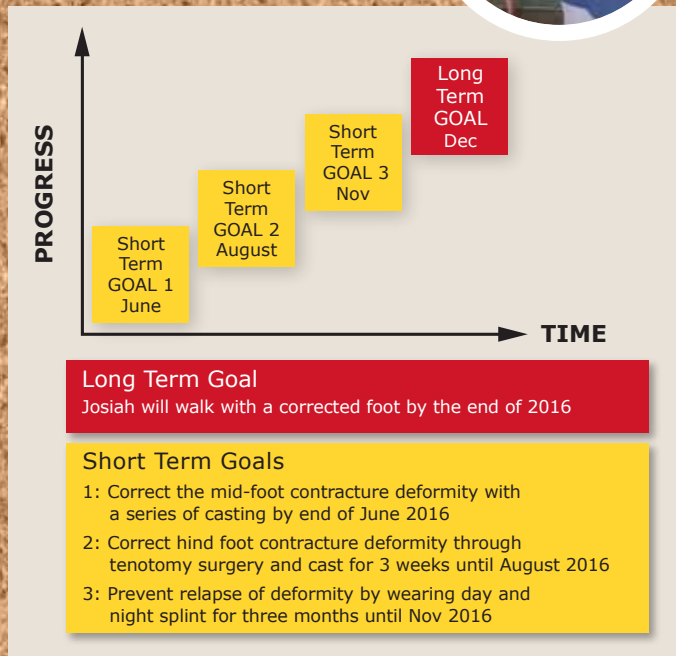 PROGRESS
Long
Term
GOAL
Dec
Short
Term
GOAL 3
Nov
Short
Term
GOAL 2
August
Short
Term
GOAL 1
June
TIME
Long Term Goal
Josiah will walk with a corrected foot by the end of 2016
Short Term Goals
1: Correct the mid-foot contracture deformity with
a series of casting by end of June 2016
2: Correct hind foot contracture deformity through
tenotomy surgery and cast for 3 weeks until August 2016
3: Prevent relapse of deformity by wearing day and
night splint for three months until Nov 2016